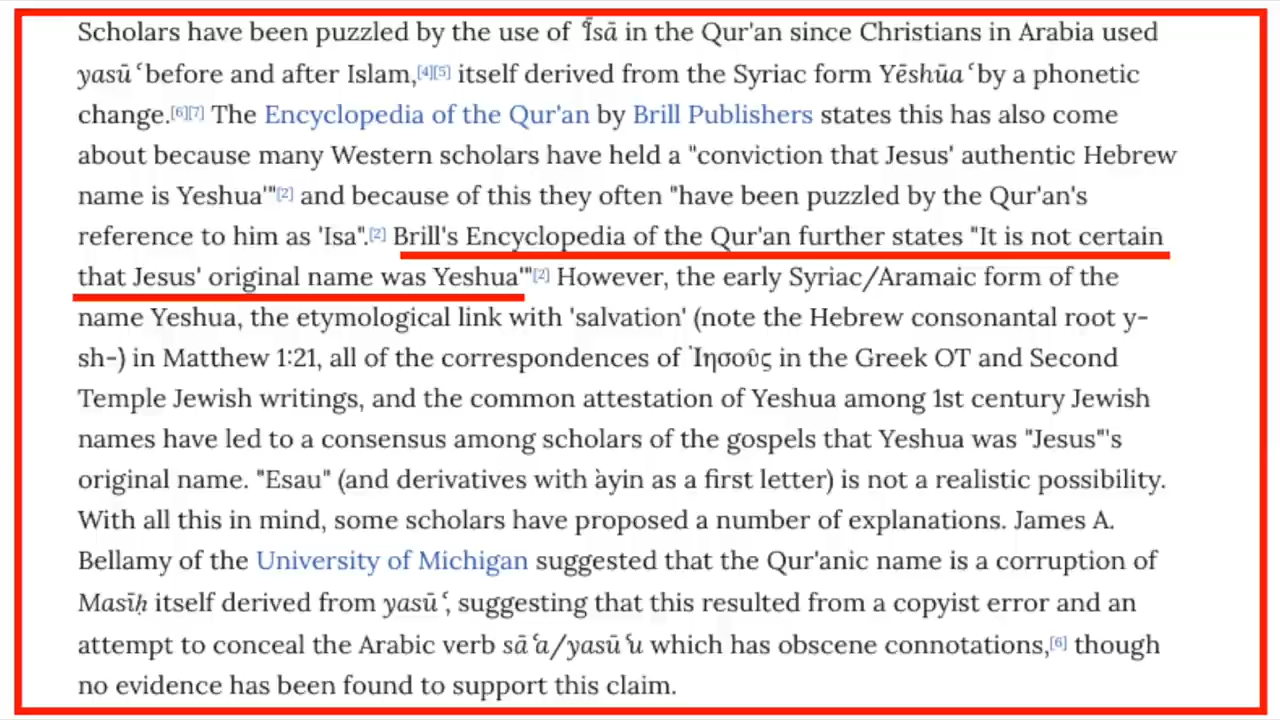 Scholars have been puzzled by the use of ʿĪsā in the Qur'an since Christians in Arabia used
yasūʿ before and after Islam,[4][5] itself derived from the Syriac form Yēshūaʿ by a phonetic
change.[6][7] The Encyclopedia of the Qur'an by Brill Publishers states this has also come
about because many Western scholars have held a "conviction that Jesus' authentic Hebrew
name is Yeshua'"[2] and because of this they often "have been puzzled by the Qur'an's
reference to him as 'Isa".[2] Brill's Encyclopedia of the Qur'an further states "It is not certain
that Jesus' original name was Yeshua'"[2] However, the early Syriac/Aramaic form of the
name Yeshua, the etymological link with 'salvation' (note the Hebrew consonantal root y-
sh-) in Matthew 1:21, all of the correspondences of Ἰησοῦς in the Greek OT and Second
Temple Jewish writings, and the common attestation of Yeshua among 1st century Jewish
names have led to a consensus among scholars of the gospels that Yeshua was "Jesus"'s
original name. "Esau" (and derivatives with àyin as a first letter) is not a realistic possibility.
With all this in mind, some scholars have proposed a number of explanations. James A.
Bellamy of the University of Michigan suggested that the Qur'anic name is a corruption of
Masīḥ itself derived from yasūʿ, suggesting that this resulted from a copyist error and an
attempt to conceal the Arabic verb sāʿa/yasūʿu which has obscene connotations,[6] though
no evidence has been found to support this claim.